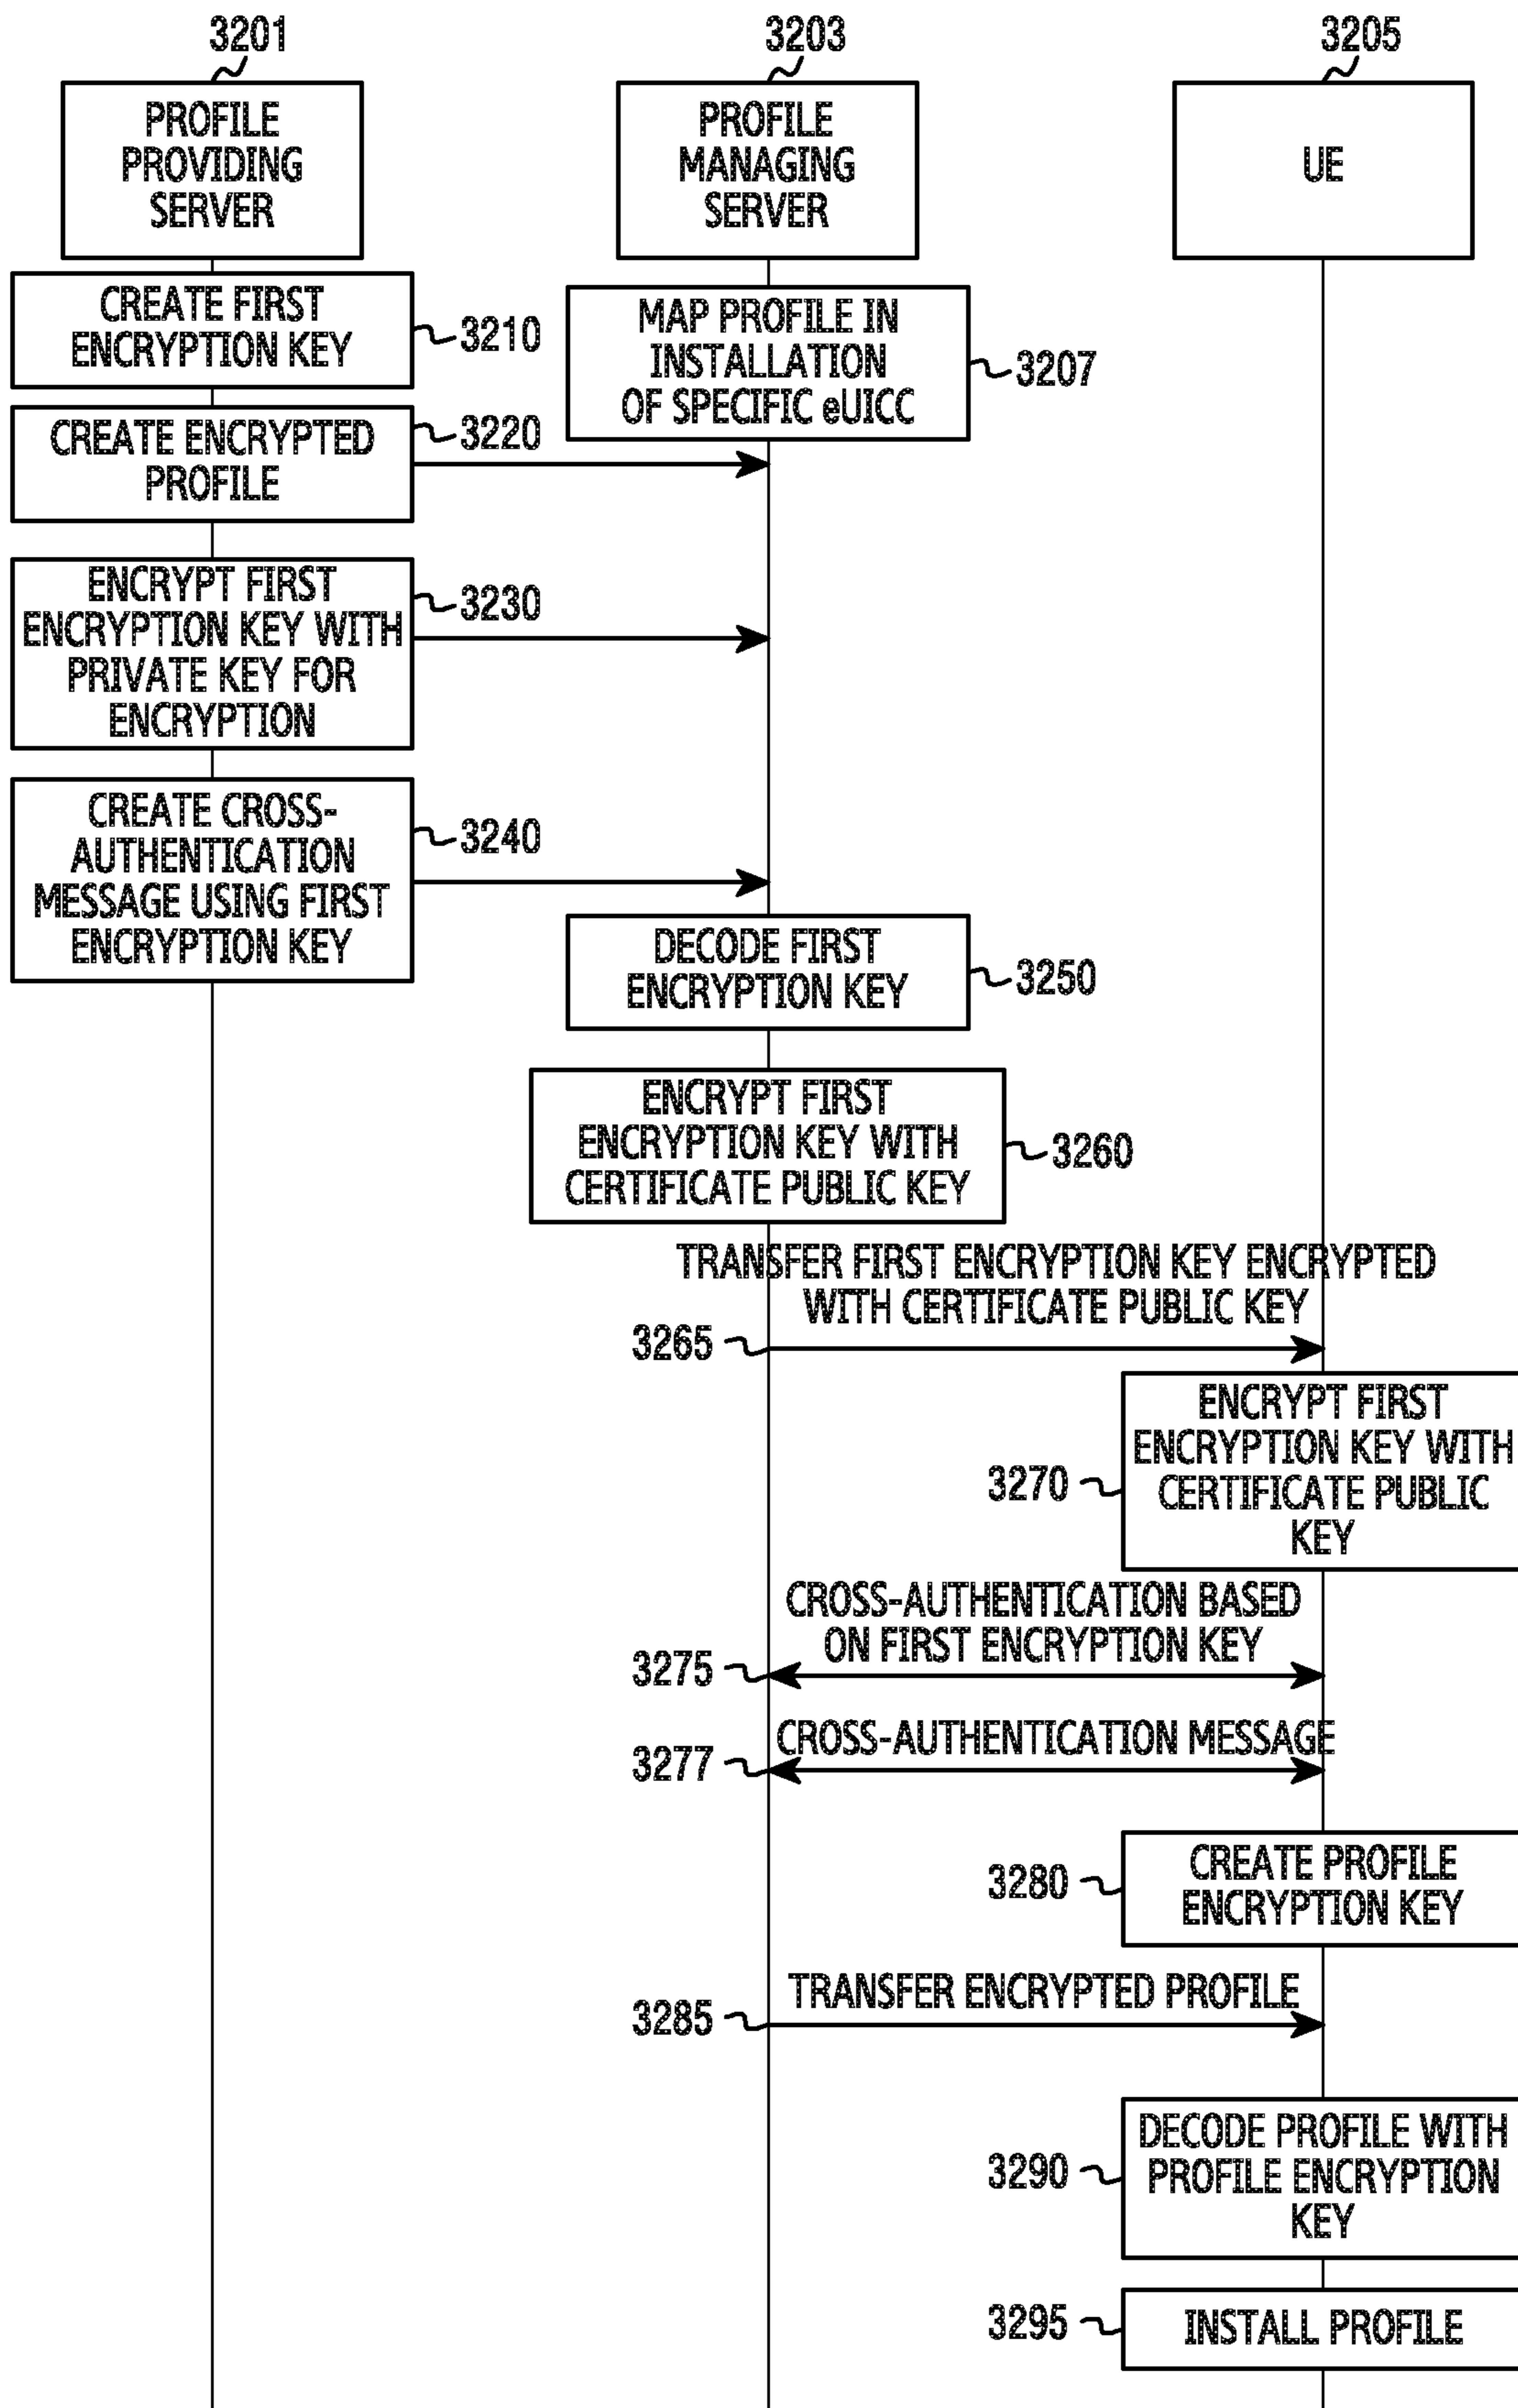 3201
3203
3205
PROFILE
PROVIDING
SERVER
PROFILE
MANAGING
SERVER
UE
CREATE FIRST
ENCRYPTION KEY
3210
MAP PROFILE IN
INSTALLATION
OF SPECIFIC eUICC
3207
CREATE ENCRYPTED
PROFILE
3220
ENCRYPT FIRST
ENCRYPTION KEY WITH
PRIVATE KEY FOR
ENCRYPTION
3230
CREATE CROSS-
AUTHENTICATION
MESSAGE USING FIRST
ENCRYPTION KEY
3240
DECODE FIRST
ENCRYPTION KEY
3250
ENCRYPT FIRST
ENCRYPTION KEY WITH
CERTIFICATE PUBLIC KEY
3260
TRANSFER FIRST ENCRYPTION KEY ENCRYPTED
WITH CERTIFICATE PUBLIC KEY
3265
ENCRYPT FIRST
ENCRYPTION KEY WITH
CERTIFICATE PUBLIC
KEY
3270
CROSS-AUTHENTICATION BASED
ON FIRST ENCRYPTION KEY
3275
CROSS-AUTHENTICATION MESSAGE
3277
CREATE PROFILE
ENCRYPTION KEY
3280
TRANSFER ENCRYPTED PROFILE
3285
DECODE PROFILE WITH
PROFILE ENCRYPTION
KEY
3290
INSTALL PROFILE
3295